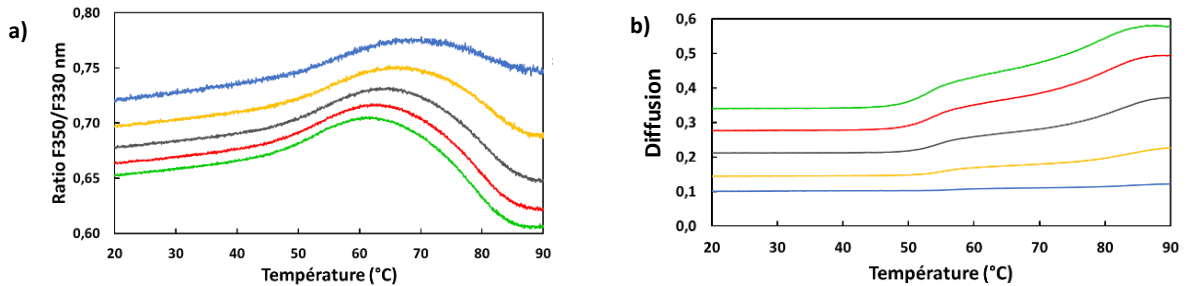 a)
Ratio F350/F330 nm
0,80
0,75
0,70
0,65
0,60
20 30 40 50 60 70 80 90
Température (°C)
b)
Diffusion
0,6
0,5
0,4
0,3
0,2
0,1
0,0
20 30 40 50 60 70 80 90
Température (°C)